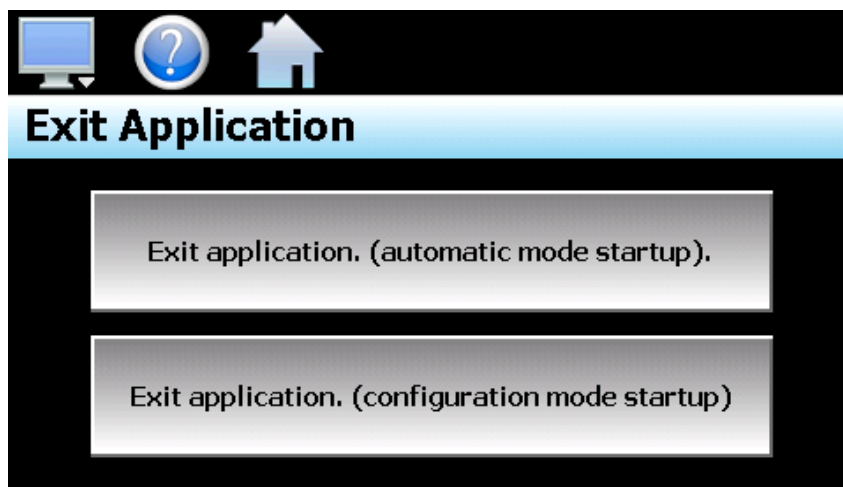 ?
Exit Application
Exit application. (automatic mode startup).
Exit application. (configuration mode startup)